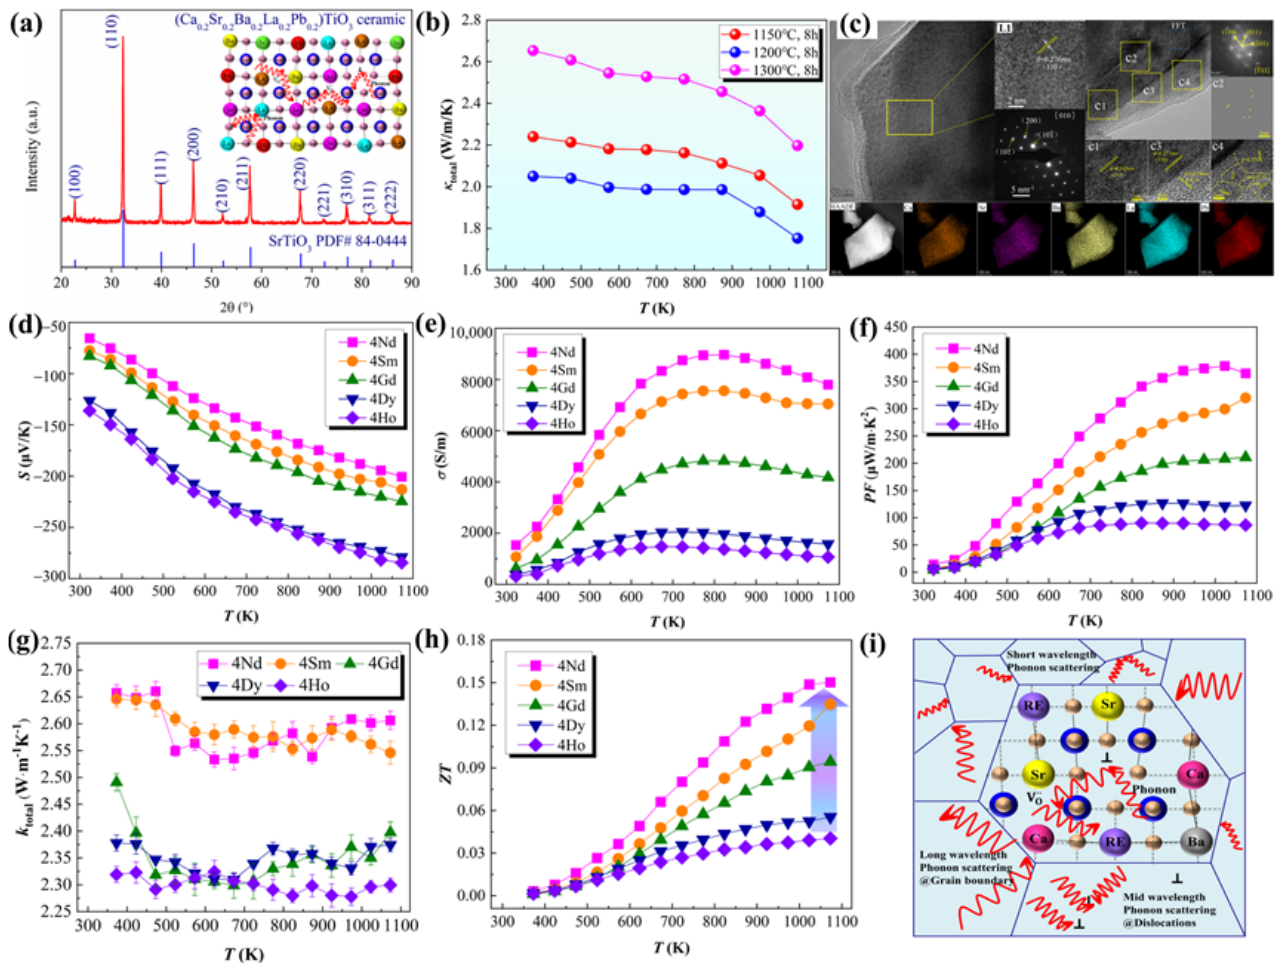 (a)
(Ca0.2Sr0.2Ba0.2La0.2Pb0.2)TiO3 ceramic
(110)
(100)
(111)
(200)
(210)
(211)
(220)
(221)
(310)
(311)
(222)
Phonon
Phonon
SrTiO3 PDF# 84-0444
Intensity (a.u.)
20 30 40 50 60 70 80 90
2θ (°)
(b)
1150℃, 8h
1200℃, 8h
1300℃, 8h
κtotal (W/m/K)
2.8
2.6
2.4
2.2
2.0
1.8
1.6
300 400 500 600 700 800 900 1000 1100
T (K)
(c)
L1
2 nm
[010]
(200)
5 nm-1
FFT
c1
c2
c3
c4
c2
c1
c3
c4
HAADF
(d)
4Nd
4Sm
4Gd
4Dy
4Ho
S (μV/K)
−50
−100
−150
−200
−250
−300
300 400 500 600 700 800 900 1000 1100
T (K)
(e)
4Nd
4Sm
4Gd
4Dy
4Ho
σ (S/m)
10,000
8000
6000
4000
2000
0
300 400 500 600 700 800 900 1000 1100
T (K)
(f)
4Nd
4Sm
4Gd
4Dy
4Ho
PF (μW/m·K2)
450
400
350
300
250
200
150
100
50
0
300 400 500 600 700 800 900 1000 1100
T (K)
(g)
4Nd 4Sm 4Gd
4Dy 4Ho
ktotal (W·m-1K-1)
2.75
2.70
2.65
2.60
2.55
2.50
2.45
2.40
2.35
2.30
2.25
300 400 500 600 700 800 900 1000 1100
T (K)
(h)
4Nd
4Sm
4Gd
4Dy
4Ho
ZT
0.18
0.15
0.12
0.09
0.06
0.03
0.00
300 400 500 600 700 800 900 1000 1100
T (K)
(i)
Short wavelength
Phonon scattering
RE
Sr
Sr
Ca
VO··
Phonon
Ca
RE
Ba
Long wavelength
Phonon scattering
@Grain boundary
Mid wavelength
Phonon scattering
@Dislocations